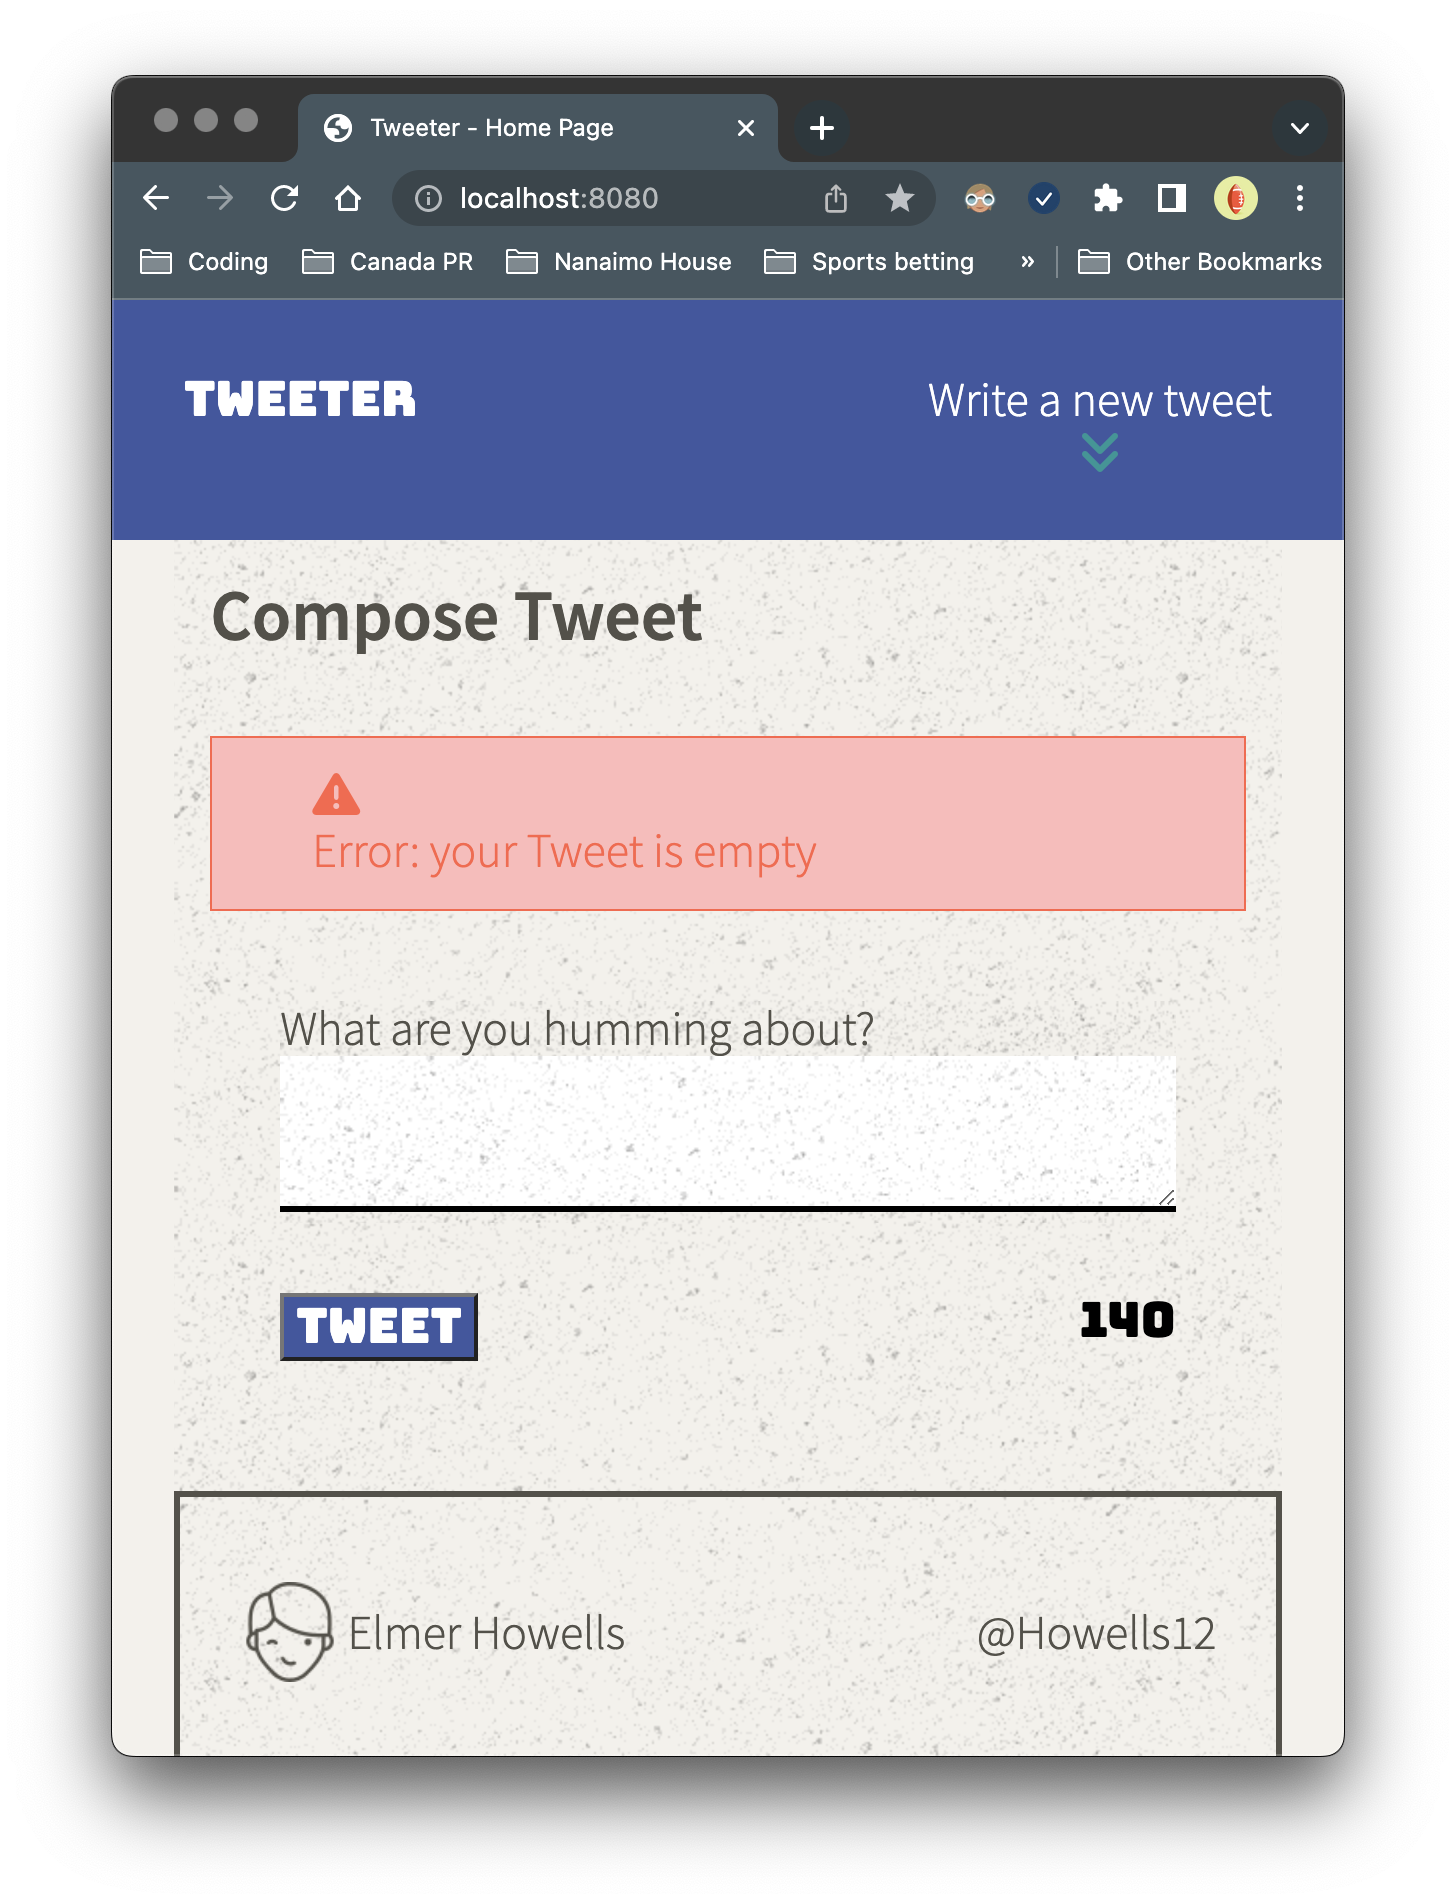 Tweeter - Home Page
localhost:8080
Coding Canada PR Nanaimo House Sports betting » Other Bookmarks
TWEETER
Write a new tweet
Compose Tweet
Error: your Tweet is empty
What are you humming about?
TWEET 140
Elmer Howells @Howells12